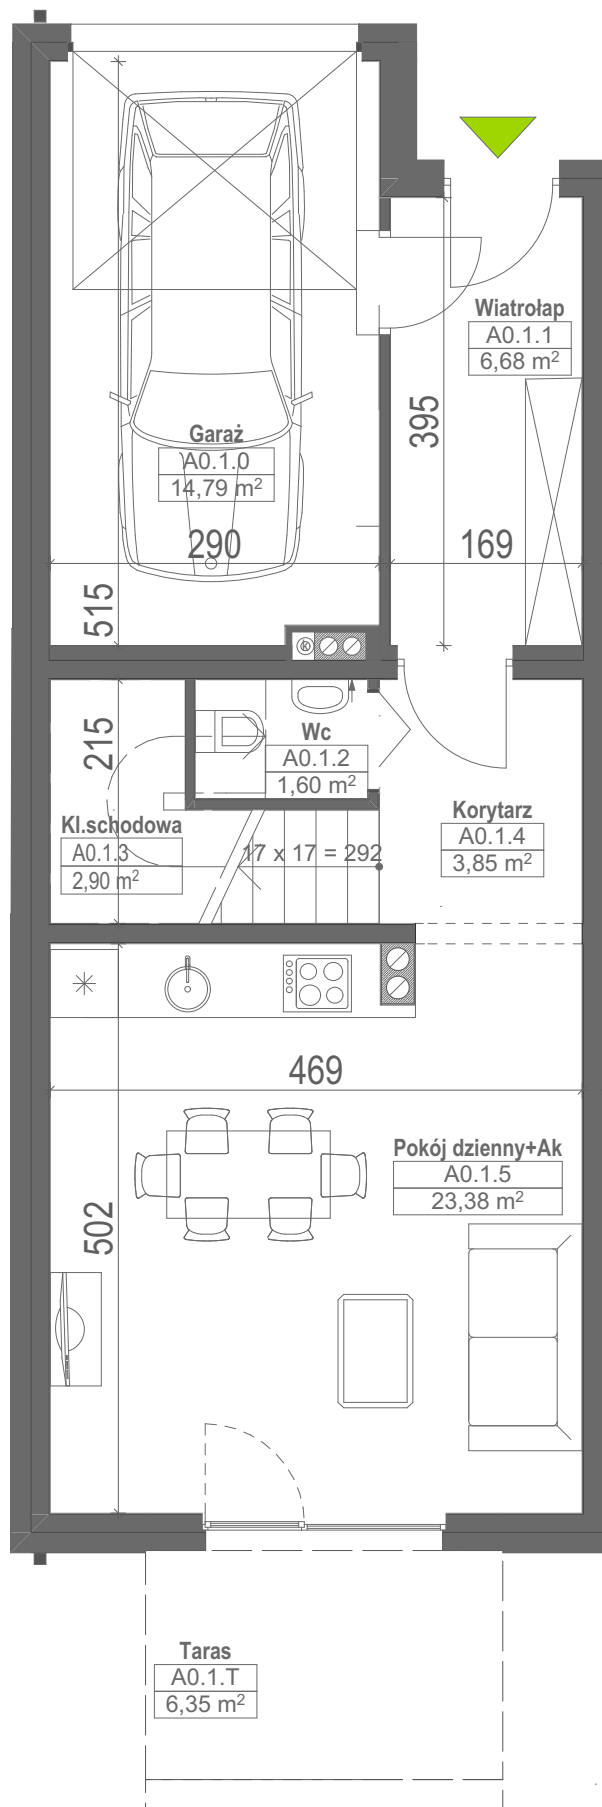 Wiatrołap
A0.1.1
6,68 m²
395
Garaż
A0.1.0
14,79 m²
290
169
515
K
215
Wc
A0.1.2
1,60 m²
Kl.schodowa
A0.1.3
2,90 m²
17 x 17 = 292
Korytarz
A0.1.4
3,85 m²
469
Pokój dzienny+Ak
A0.1.5
23,38 m²
502
Taras
A0.1.T
6,35 m²